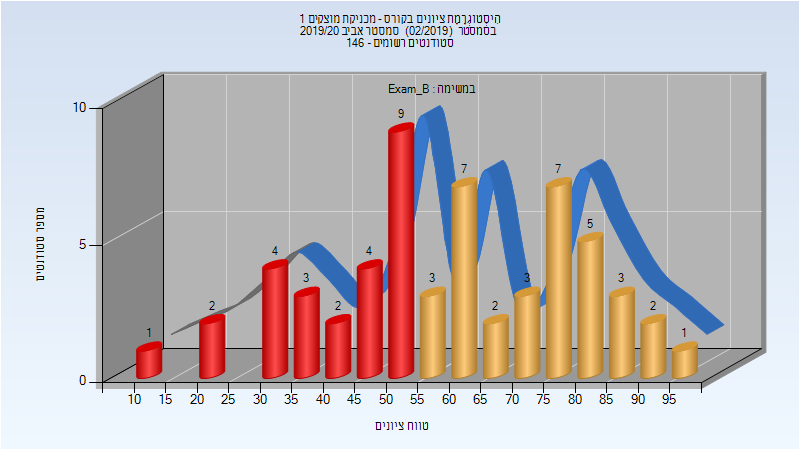 היסטוגרמת ציונים בקורס - מכניקת מוצקים 1
בסמסטר (02/2019) סמסטר אביב 2019/20
סטודנטים רשומים - 146
במשימה : Exam_B
מספר סטודנטים
10
5
0
1
2
4
3
2
4
9
3
7
2
3
7
5
3
2
1
10 15 20 25 30 35 40 45 50 55 60 65 70 75 80 85 90 95
טווח ציונים